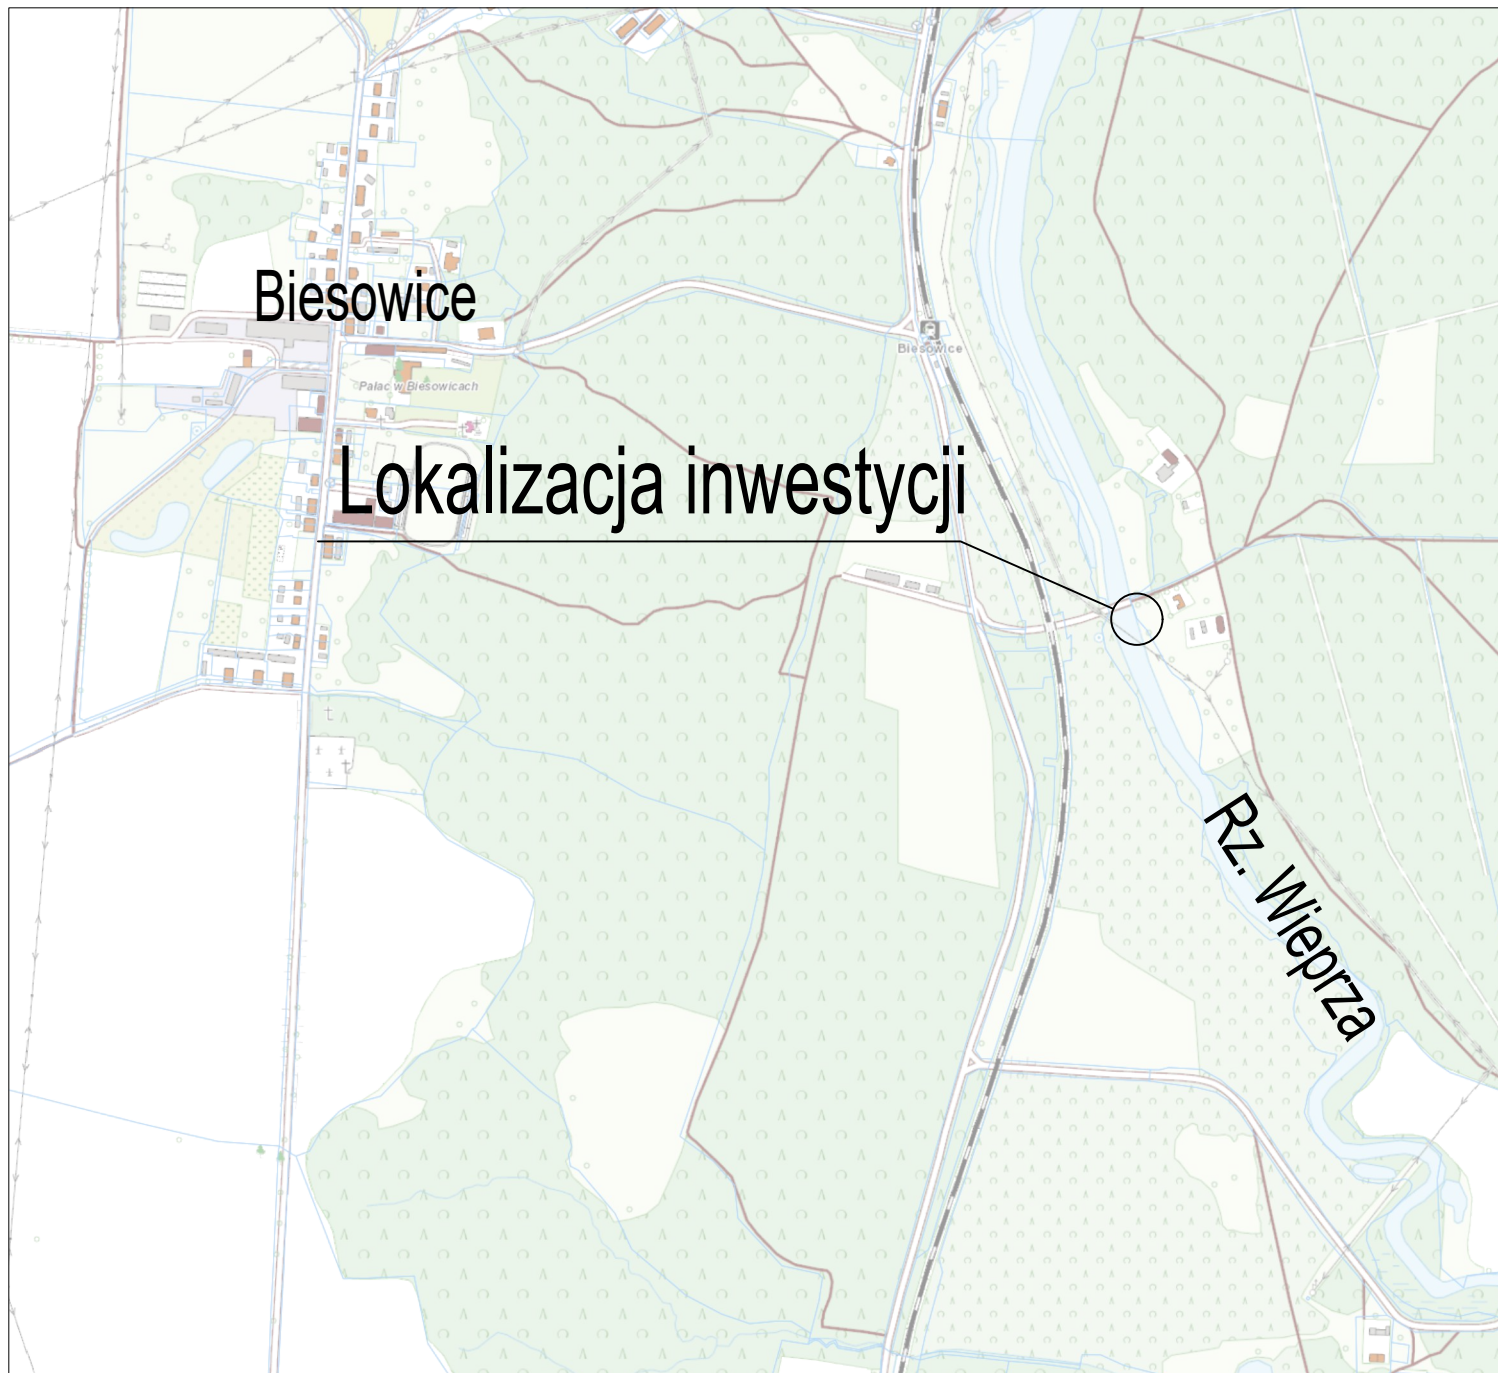 Biesowice
Biesowice
Pałac w Biesowicach
Lokalizacja inwestycji
Rz. Wieprza